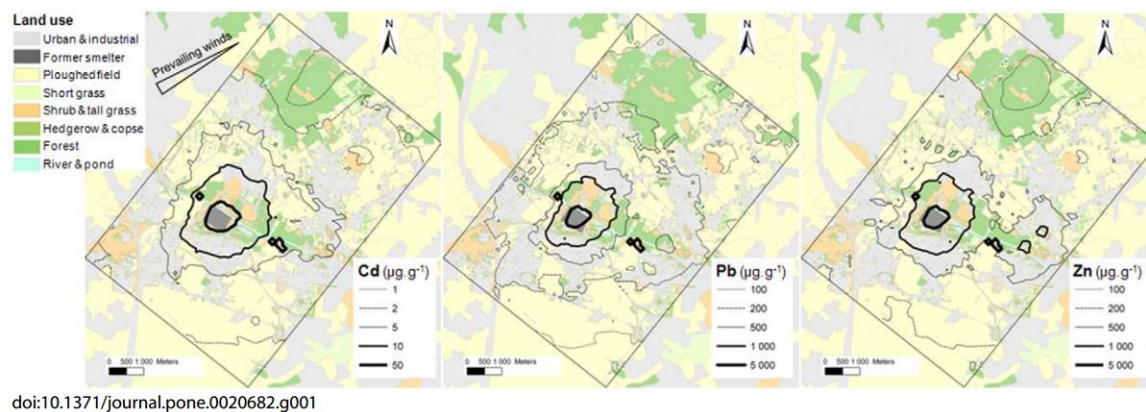 Land use
Urban & industrial
Former smelter
Ploughed field
Short grass
Shrub & tall grass
Hedgerow & copse
Forest
River & pond
Prevailing winds
N
Cd (µg.g⁻¹)
1
2
5
10
50
0 500 1 000 Meters
N
Pb (µg.g⁻¹)
100
200
500
1 000
5 000
0 500 1 000 Meters
N
Zn (µg.g⁻¹)
100
200
500
1 000
5 000
0 500 1 000 Meters
doi:10.1371/journal.pone.0020682.g001